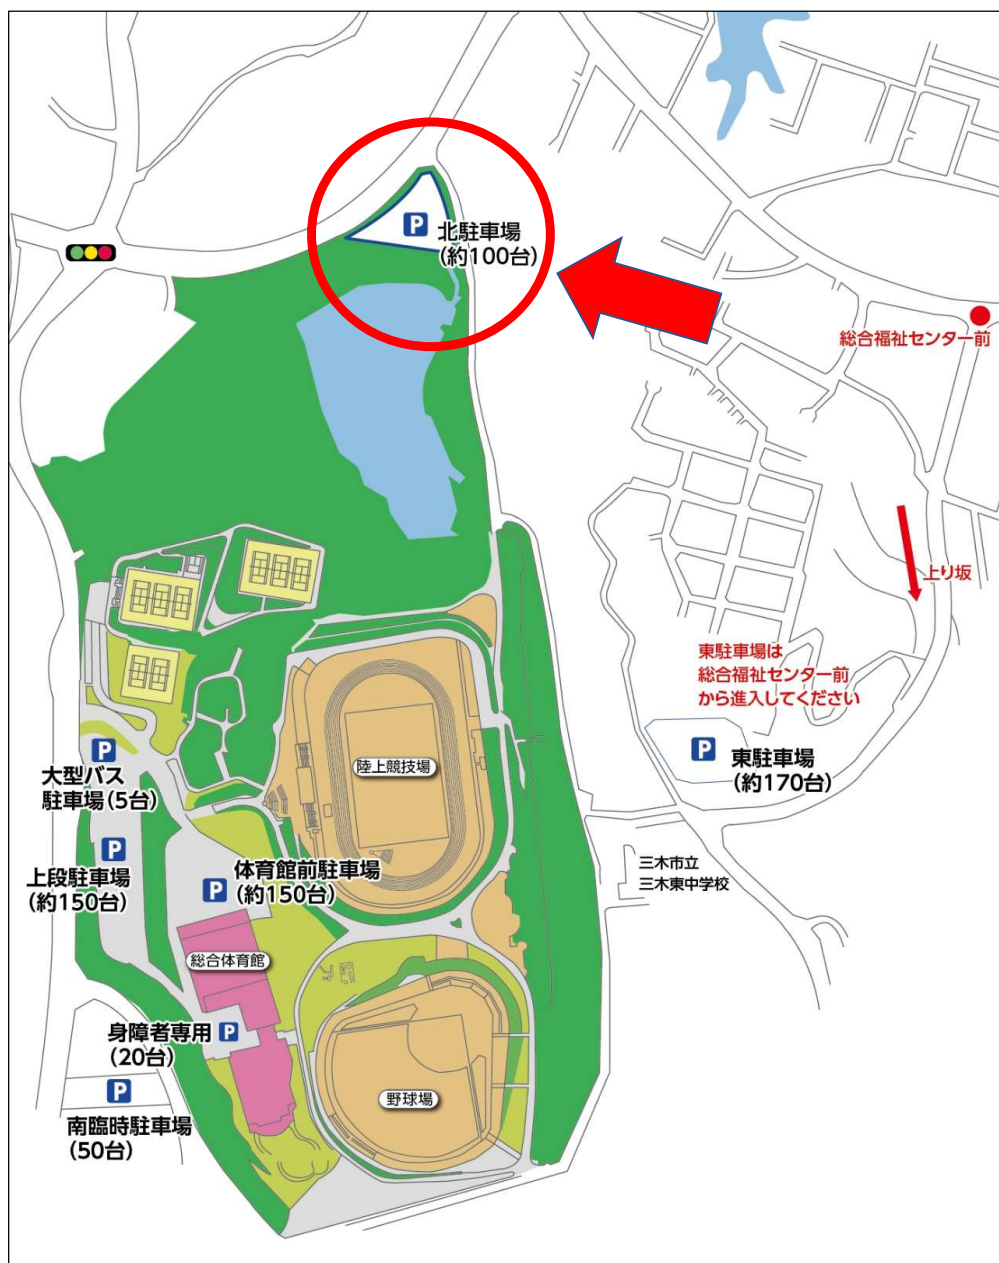 P
北駐車場
(約100台)
総合福祉センター前
上り坂
東駐車場は
総合福祉センター前
から進入してください
P
東駐車場
(約170台)
P
大型バス
駐車場(5台)
陸上競技場
P
上段駐車場
(約150台)
P
体育館前駐車場
(約150台)
三木市立
三木東中学校
総合体育館
身障者専用
(20台)
P
P
南臨時駐車場
(50台)
野球場